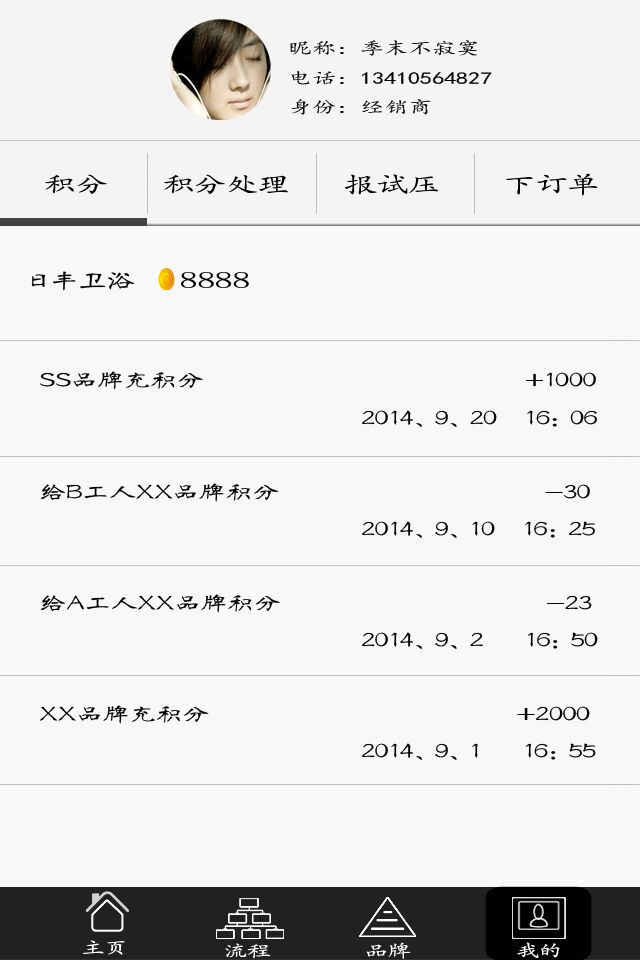 昵称：季末不寂寞
电话：13410564827
身份：经销商
积分 积分处理 报试压 下订单
日丰卫浴 8888
SS品牌充积分 +1000
2014、9、20 16：06
给B工人XX品牌积分 —30
2014、9、10 16：25
给A工人XX品牌积分 —23
2014、9、2 16：50
XX品牌充积分 +2000
2014、9、1 16：55
主页 流程 品牌 我的